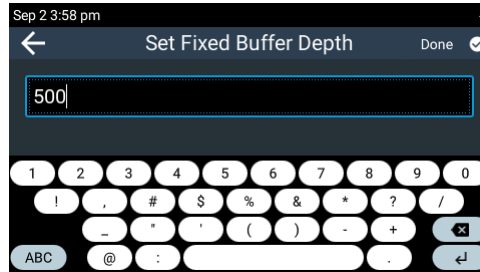 Sep 2 3:58 pm
Set Fixed Buffer Depth Done
500
1 2 3 4 5 6 7 8 9 0
! , # $ % & * ? /
_ " ' ( ) - +
ABC @ : .